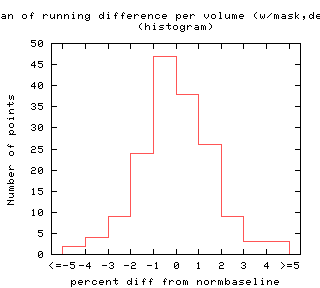 an of running difference per volume (w/mask,de
(histogram)
50
45
40
35
30
25
20
15
10
5
0
Number of points
<=-5 -4 -3 -2 -1 0 1 2 3 4 >=5
percent diff from normbaseline